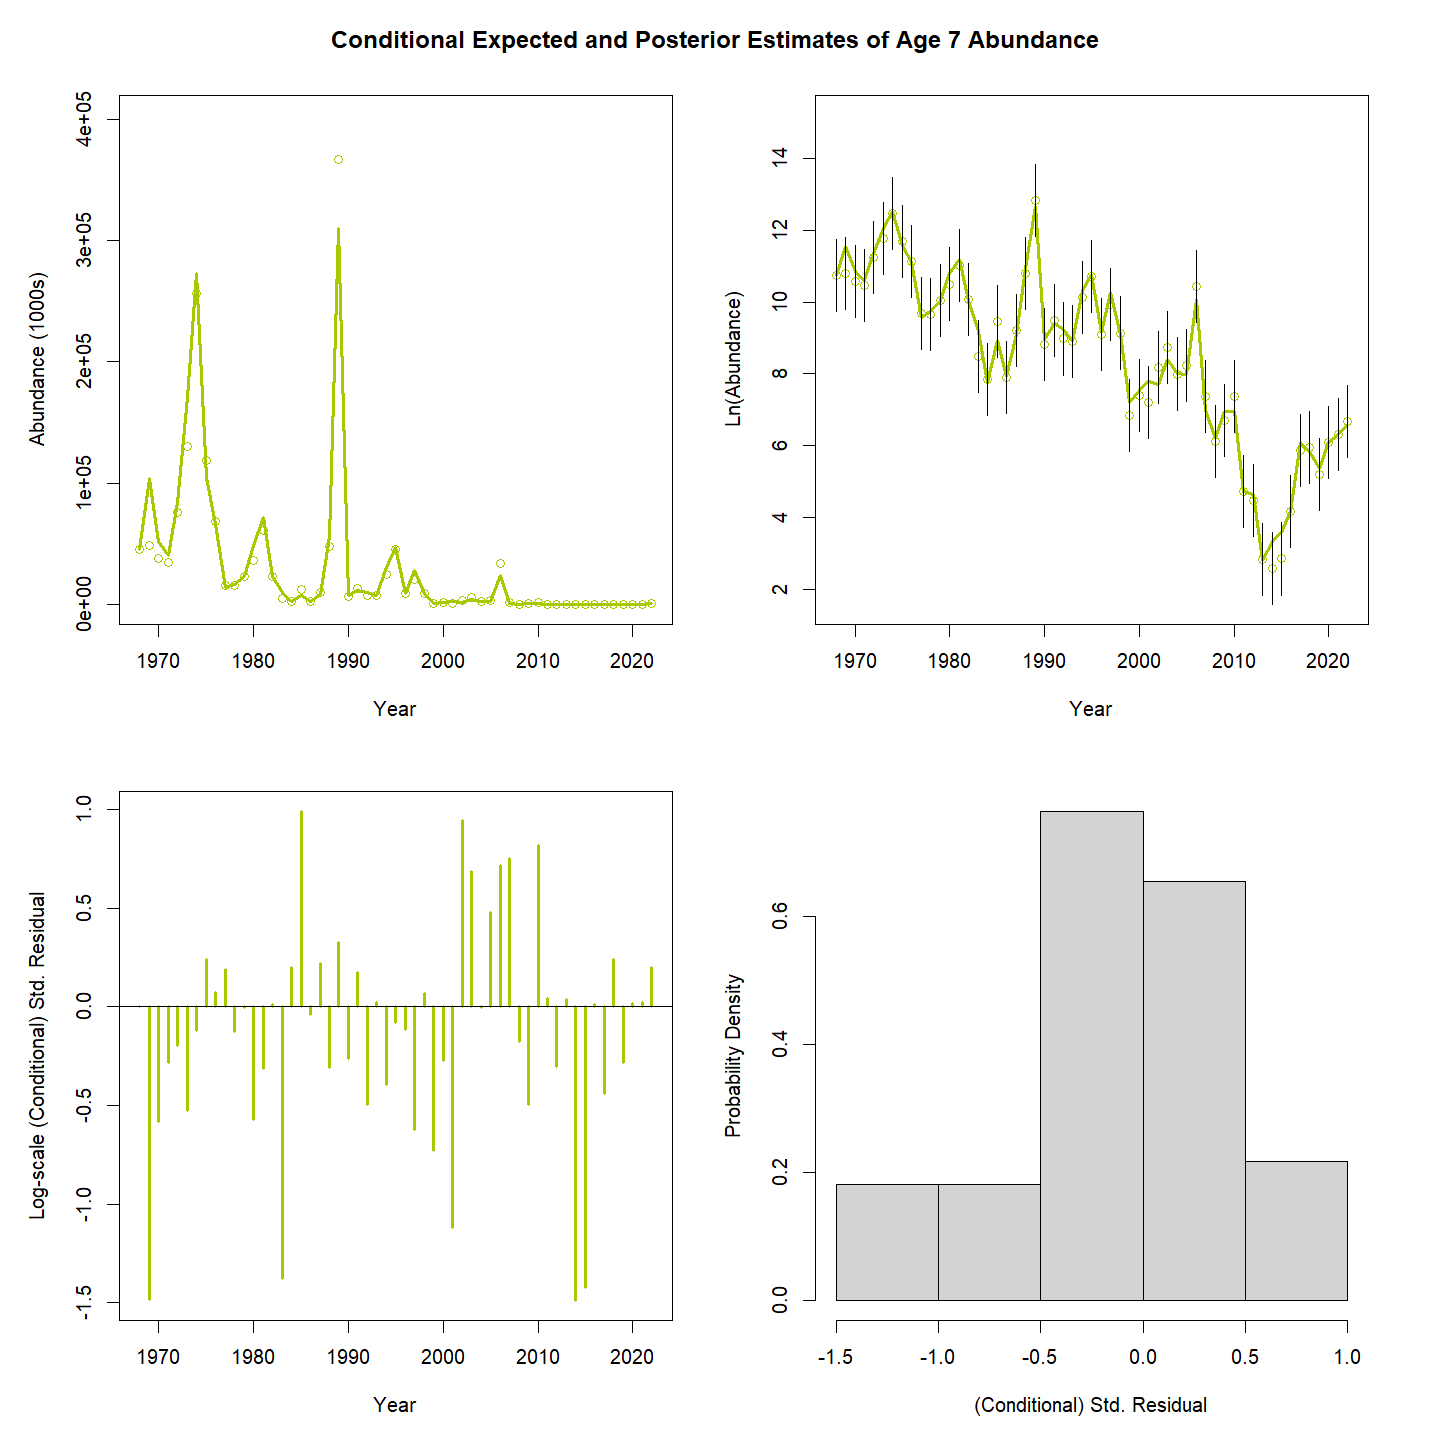 Conditional Expected and Posterior Estimates of Age 7 Abundance
Abundance (1000s)
4e+05
3e+05
2e+05
1e+05
0e+00
1970 1980 1990 2000 2010 2020
Year
Ln(Abundance)
14
12
10
8
6
4
2
1970 1980 1990 2000 2010 2020
Year
Log-scale (Conditional) Std. Residual
1.0
0.5
0.0
-0.5
-1.0
-1.5
1970 1980 1990 2000 2010 2020
Year
Probability Density
0.6
0.4
0.2
0.0
-1.5 -1.0 -0.5 0.0 0.5 1.0
(Conditional) Std. Residual